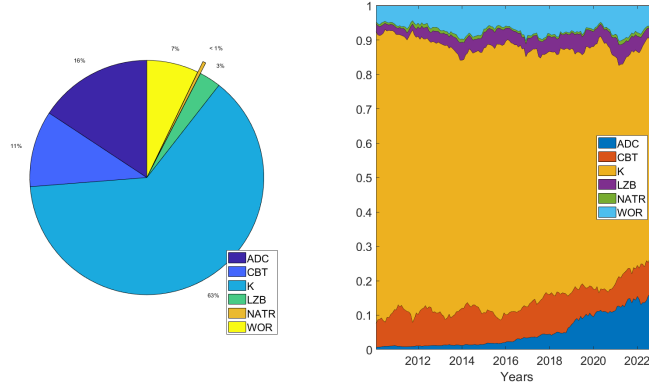 7%
< 1%
3%
16%
11%
63%
ADC
CBT
K
LZB
NATR
WOR
1
0.9
0.8
0.7
0.6
0.5
0.4
0.3
0.2
0.1
0
ADC
CBT
K
LZB
NATR
WOR
2012 2014 2016 2018 2020 2022
Years